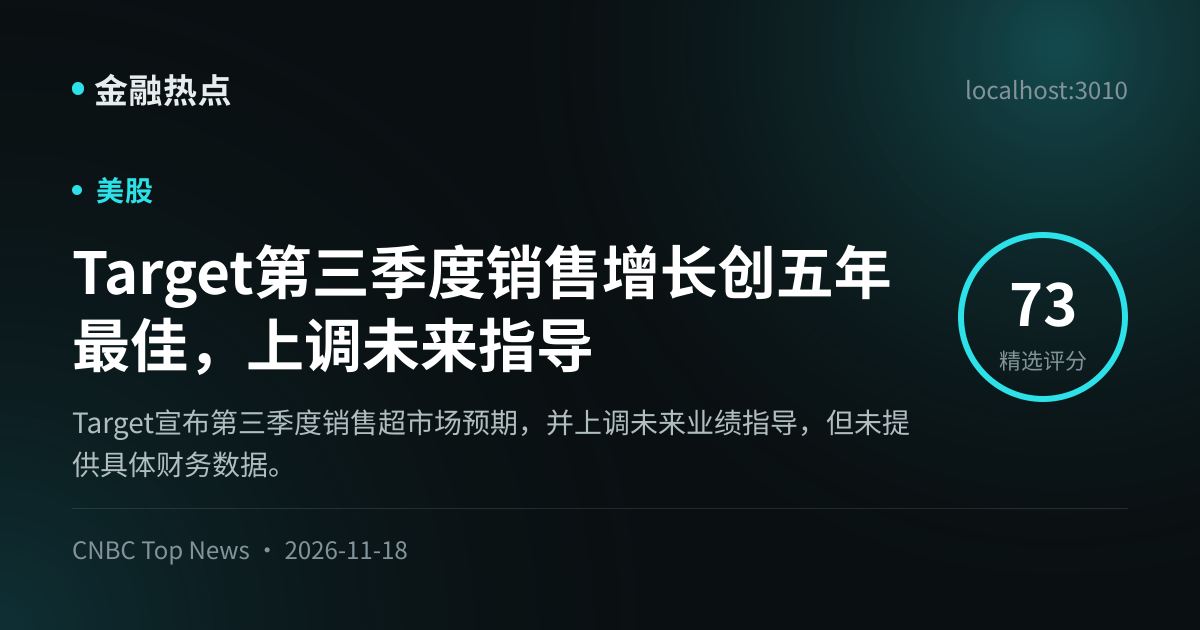 金融热点
localhost:3010
美股
Target第三季度销售增长创五年
最佳，上调未来指导
73
精选评分
Target宣布第三季度销售超市场预期，并上调未来业绩指导，但未提
供具体财务数据。
CNBC Top News • 2026-11-18